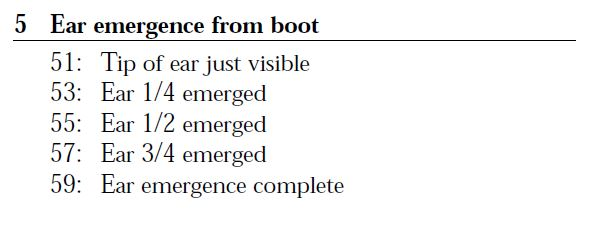 5 Ear emergence from boot
51: Tip of ear just visible
53: Ear 1/4 emerged
55: Ear 1/2 emerged
57: Ear 3/4 emerged
59: Ear emergence complete